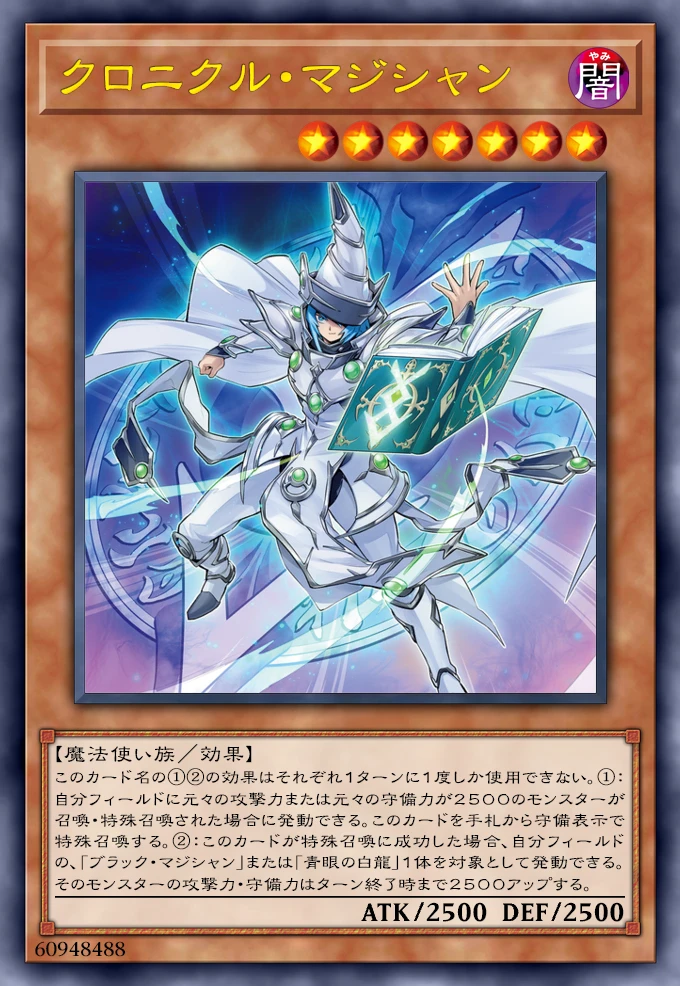 クロニクル・マジシャン
やみ
闇
【魔法使い族／効果】
このカード名の①②の効果はそれぞれ1ターンに1度しか使用できない。①：
自分フィールドに元々の攻撃力または元々の守備力が2500のモンスターが
召喚・特殊召喚された場合に発動できる。このカードを手札から守備表示で
特殊召喚する。②：このカードが特殊召喚に成功した場合、自分フィールド
の、「ブラック・マジシャン」または「青眼の白龍」1体を対象として発動できる。
そのモンスターの攻撃力・守備力はターン終了時まで2500アップする。
ATK/2500 DEF/2500
60948488